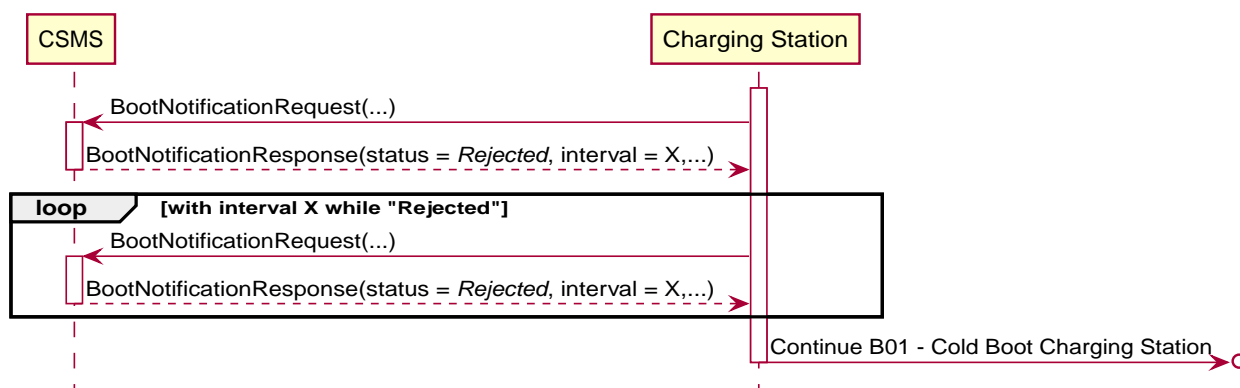 CSMS
Charging Station
BootNotificationRequest(...)
BootNotificationResponse(status = Rejected, interval = X,...)
loop
[with interval X while "Rejected"]
BootNotificationRequest(...)
BootNotificationResponse(status = Rejected, interval = X,...)
Continue B01 - Cold Boot Charging Station